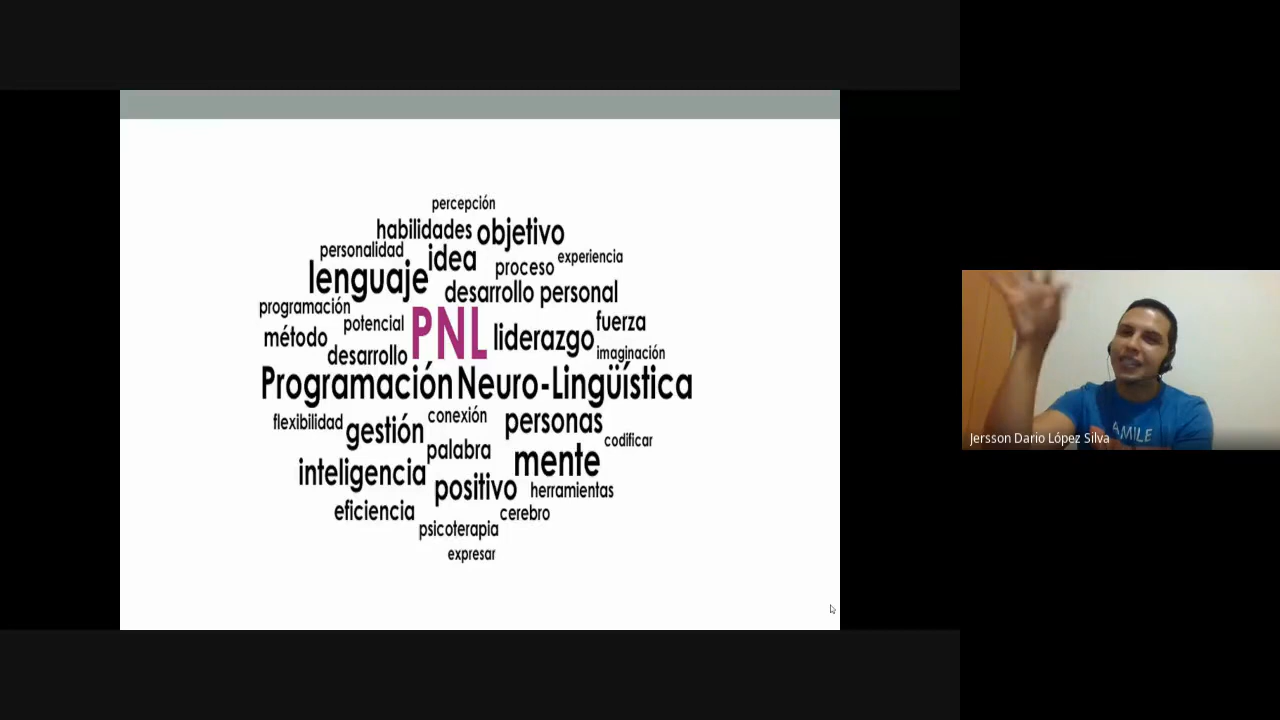 percepción
habilidades objetivo
personalidad idea experiencia
lenguaje proceso
desarrollo personal
programación
potencial PNL liderazgo fuerza
método
desarrollo imaginación
Programación Neuro-Lingüística
flexibilidad gestión conexión personas
palabra codificar
inteligencia mente
positivo herramientas
eficiencia cerebro
psicoterapia
expresar
AMILE
Jersson Dario López Silva